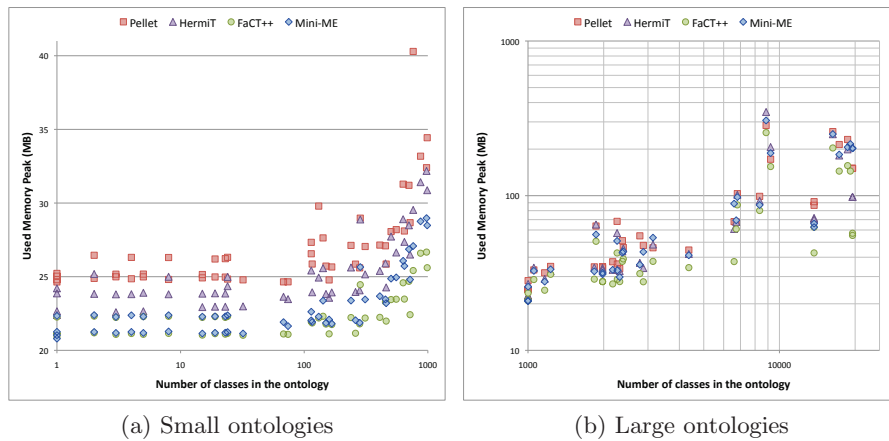 Pellet HermiT FaCT++ Mini-ME
Used Memory Peak (MB)
40
35
30
25
20
1 10 100 1000
Number of classes in the ontology
(a) Small ontologies
Pellet HermiT FaCT++ Mini-ME
Used Memory Peak (MB)
1000
100
10
1000 10000
Number of classes in the ontology
(b) Large ontologies